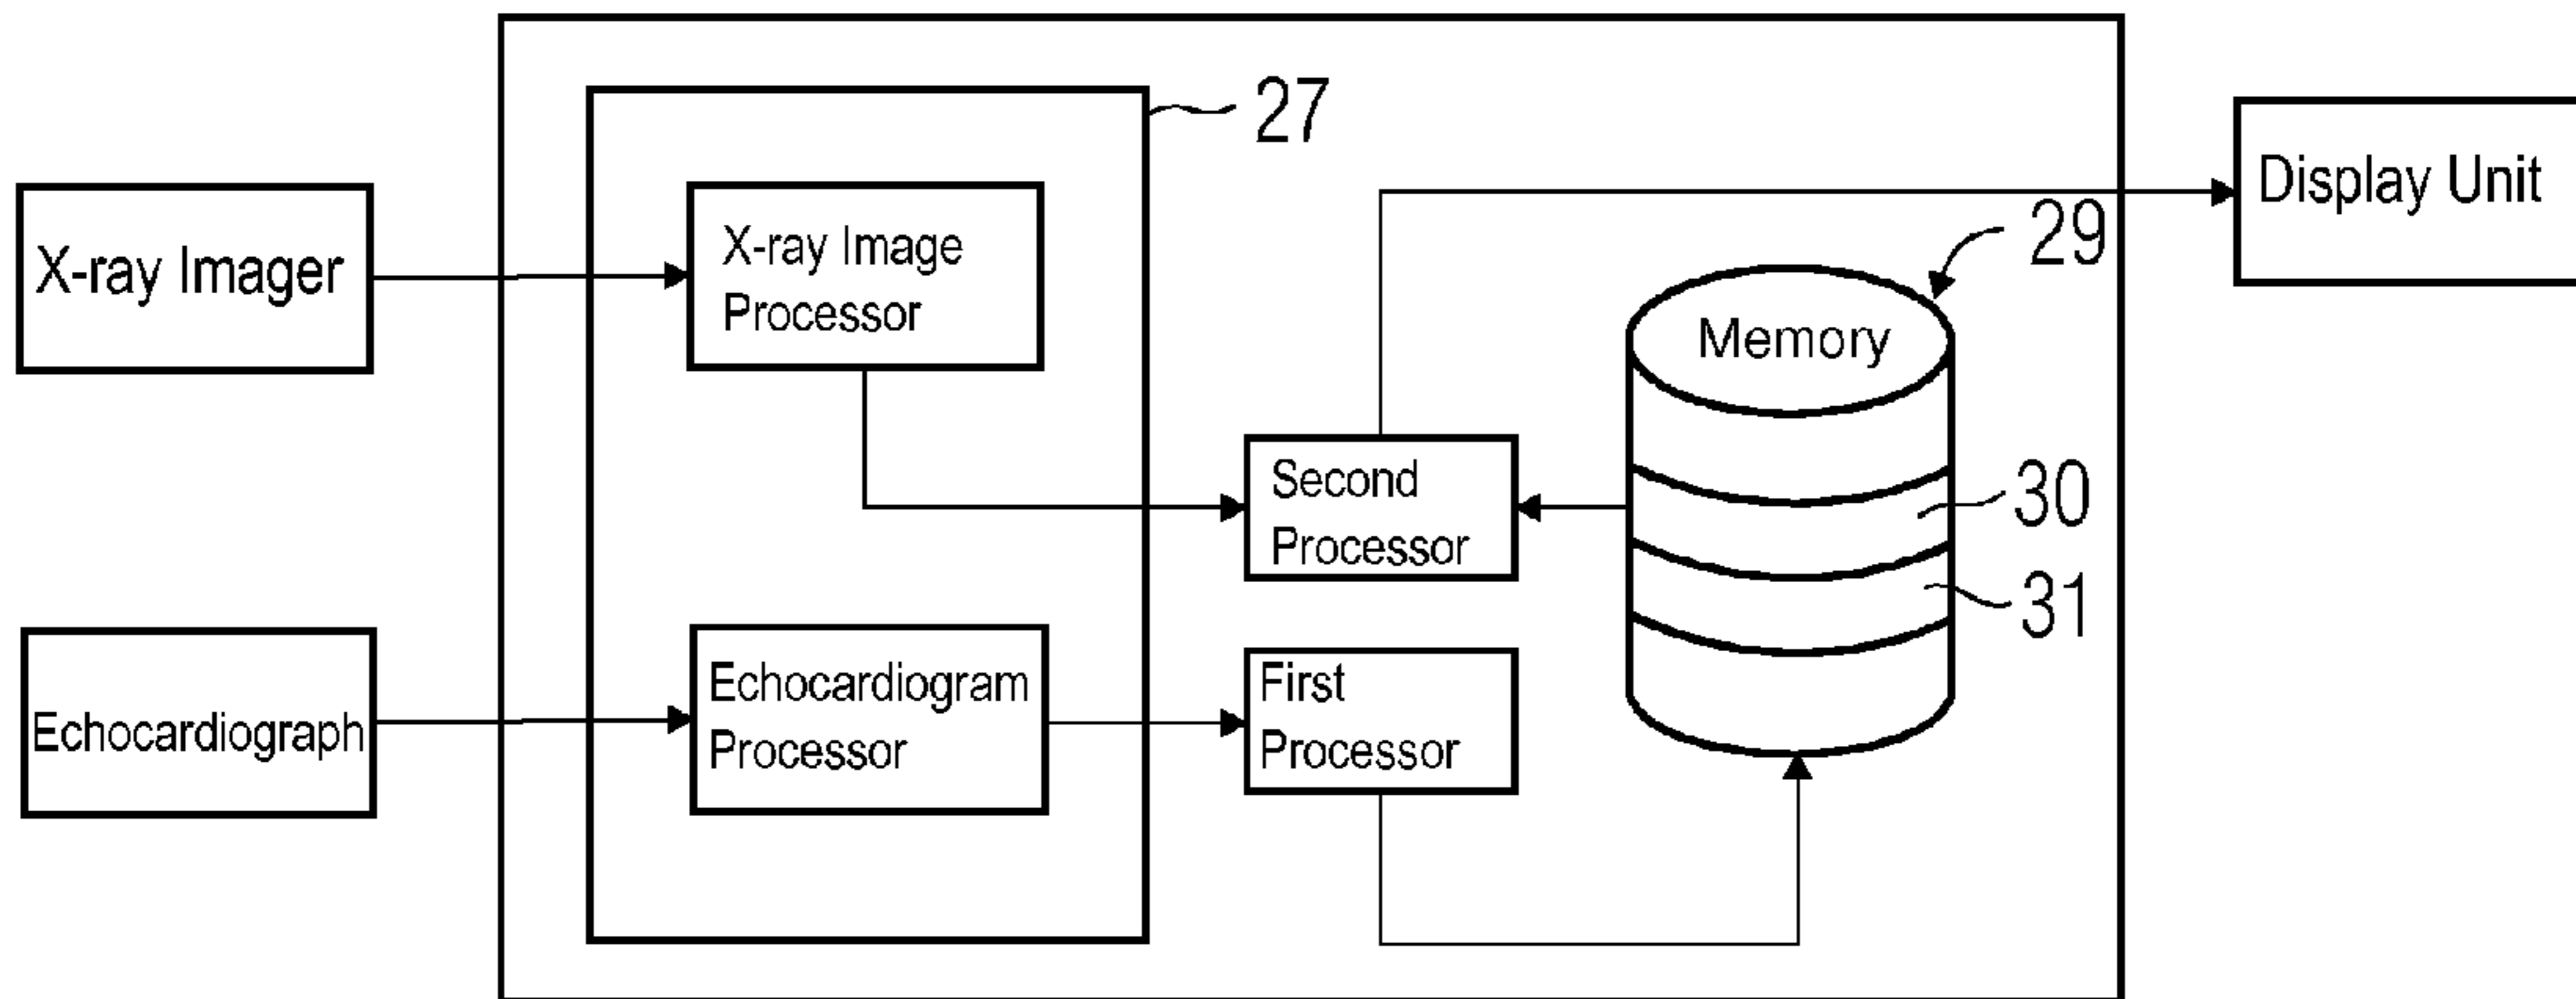 27
Display Unit
29
X-ray Imager
X-ray Image
Processor
Memory
Second
Processor
30
31
Echocardiograph
Echocardiogram
Processor
First
Processor